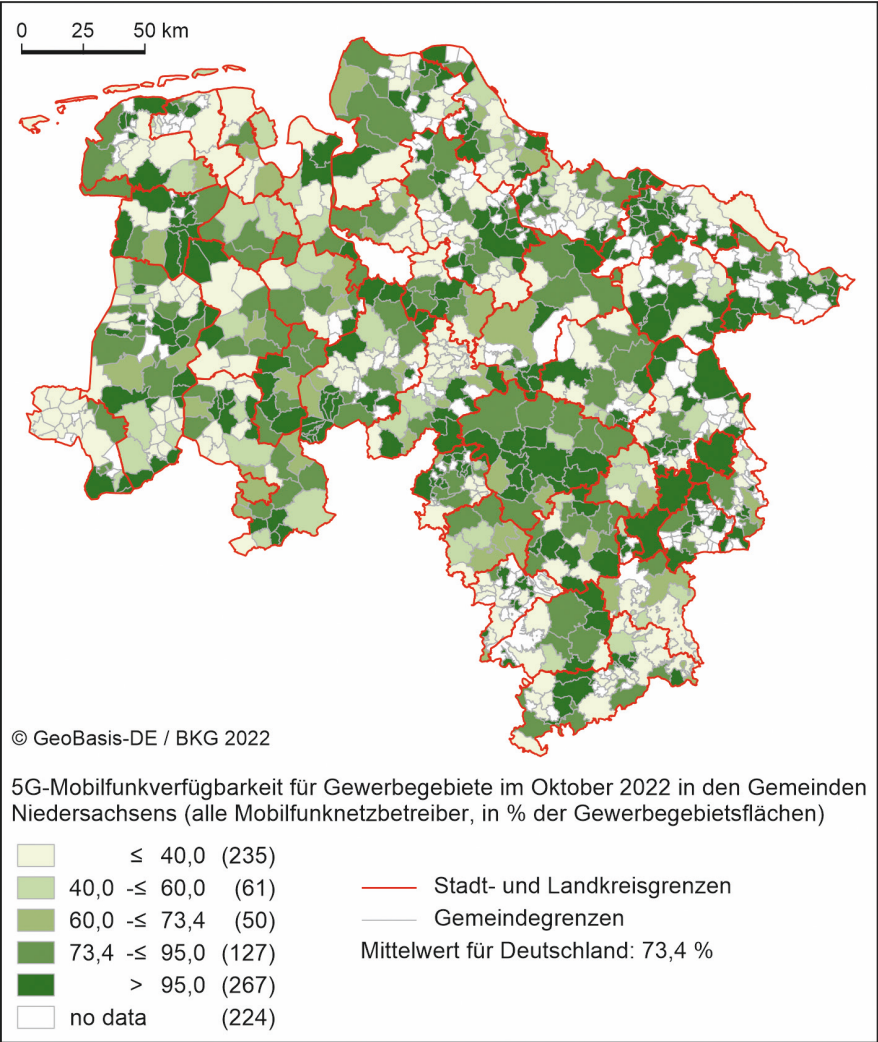 0 25 50 km
© GeoBasis-DE / BKG 2022
5G-Mobilfunkverfügbarkeit für Gewerbegebiete im Oktober 2022 in den Gemeinden
Niedersachsens (alle Mobilfunknetzbetreiber, in % der Gewerbegebietsflächen)
≤ 40,0 (235)
40,0 -≤ 60,0 (61)
60,0 -≤ 73,4 (50)
73,4 -≤ 95,0 (127)
> 95,0 (267)
no data (224)
Stadt- und Landkreisgrenzen
Gemeindegrenzen
Mittelwert für Deutschland: 73,4 %